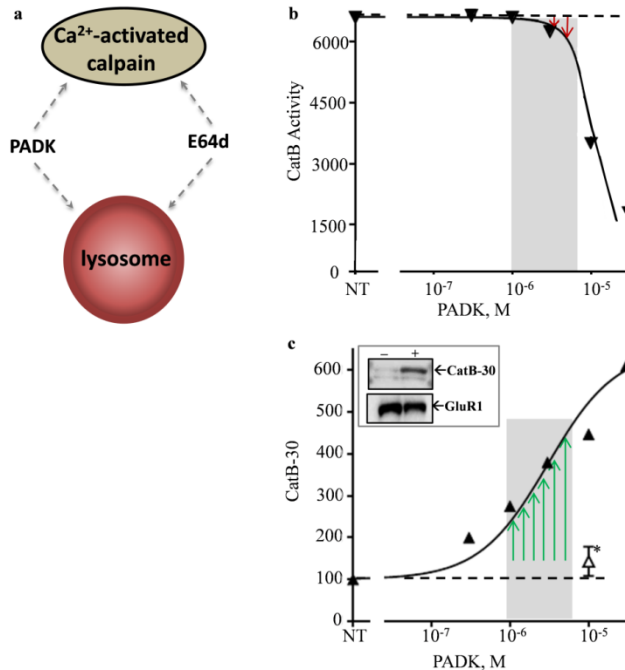 a
Ca²⁺-activated
calpain
PADK
E64d
lysosome
b
CatB Activity
6000
4500
3000
1500
0
NT
10⁻⁷
10⁻⁶
10⁻⁵
PADK, M
c
CatB-30
600
500
400
300
200
100
0
– +
←CatB-30
←GluR1
*
NT
10⁻⁷
10⁻⁶
10⁻⁵
PADK, M